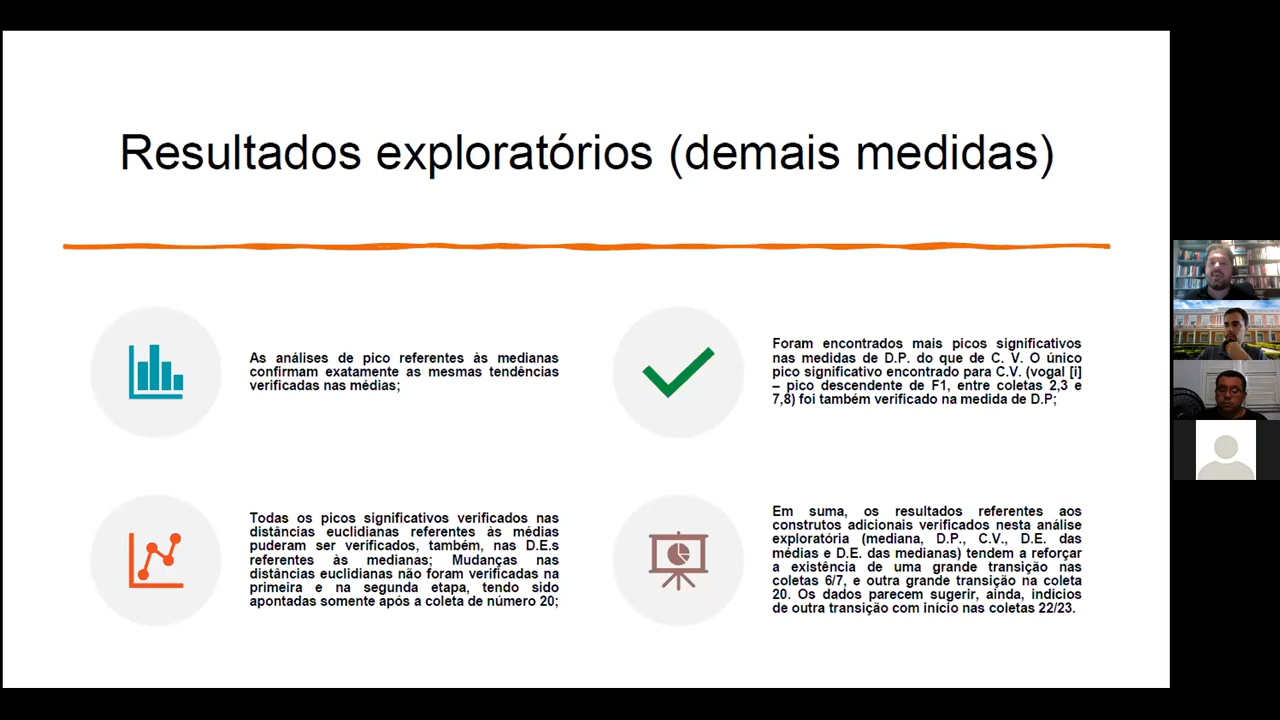 Resultados exploratórios (demais medidas)
As análises de pico referentes às medianas
confirmam exatamente as mesmas tendências
verificadas nas médias;
Foram encontrados mais picos significativos
nas medidas de D.P. do que de C. V. O único
pico significativo encontrado para C.V. (vogal [i]
– pico descendente de F1, entre coletas 2,3 e
7,8) foi também verificado na medida de D.P;
Todas os picos significativos verificados nas
distâncias euclidianas referentes às médias
puderam ser verificados, também, nas D.E.s
referentes às medianas; Mudanças nas
distâncias euclidianas não foram verificadas na
primeira e na segunda etapa, tendo sido
apontadas somente após a coleta de número 20;
Em suma, os resultados referentes aos
construtos adicionais verificados nesta análise
exploratória (mediana, D.P., C.V., D.E. das
médias e D.E. das medianas) tendem a reforçar
a existência de uma grande transição nas
coletas 6/7, e outra grande transição na coleta
20. Os dados parecem sugerir, ainda, indícios
de outra transição com início nas coletas 22/23.